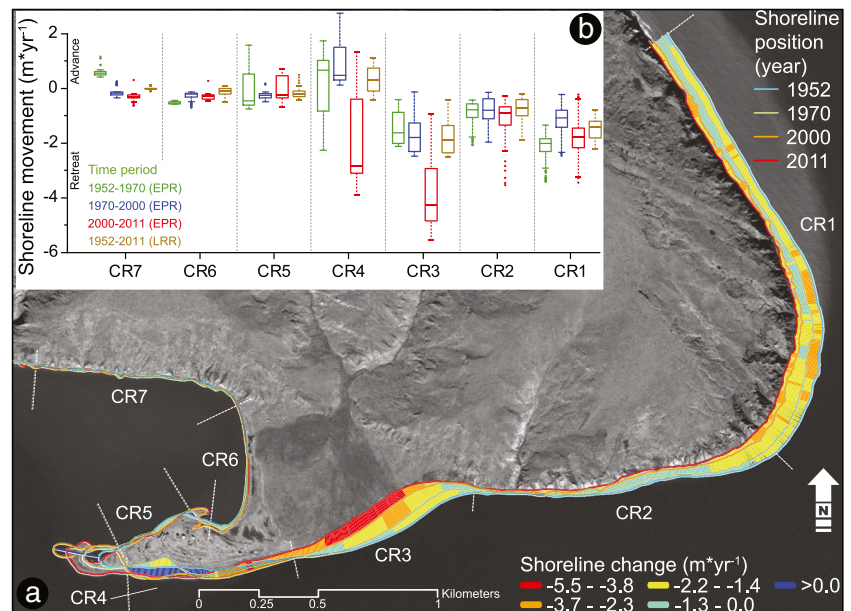 b
Shoreline movement (m*yr-1)
Advance
Retreat
2
0
-2
-4
-6
Time period
1952-1970 (EPR)
1970-2000 (EPR)
2000-2011 (EPR)
1952-2011 (LRR)
CR7 CR6 CR5 CR4 CR3 CR2 CR1
Shoreline
position
(year)
1952
1970
2000
2011
CR1
CR7
CR6
CR5
CR2
CR3
CR4
N
a
0 0.25 0.5 1 Kilometers
Shoreline change (m*yr-1)
-5.5 - -3.8 -2.2 - -1.4 >0.0
-3.7 - -2.3 -1.3 - 0.0